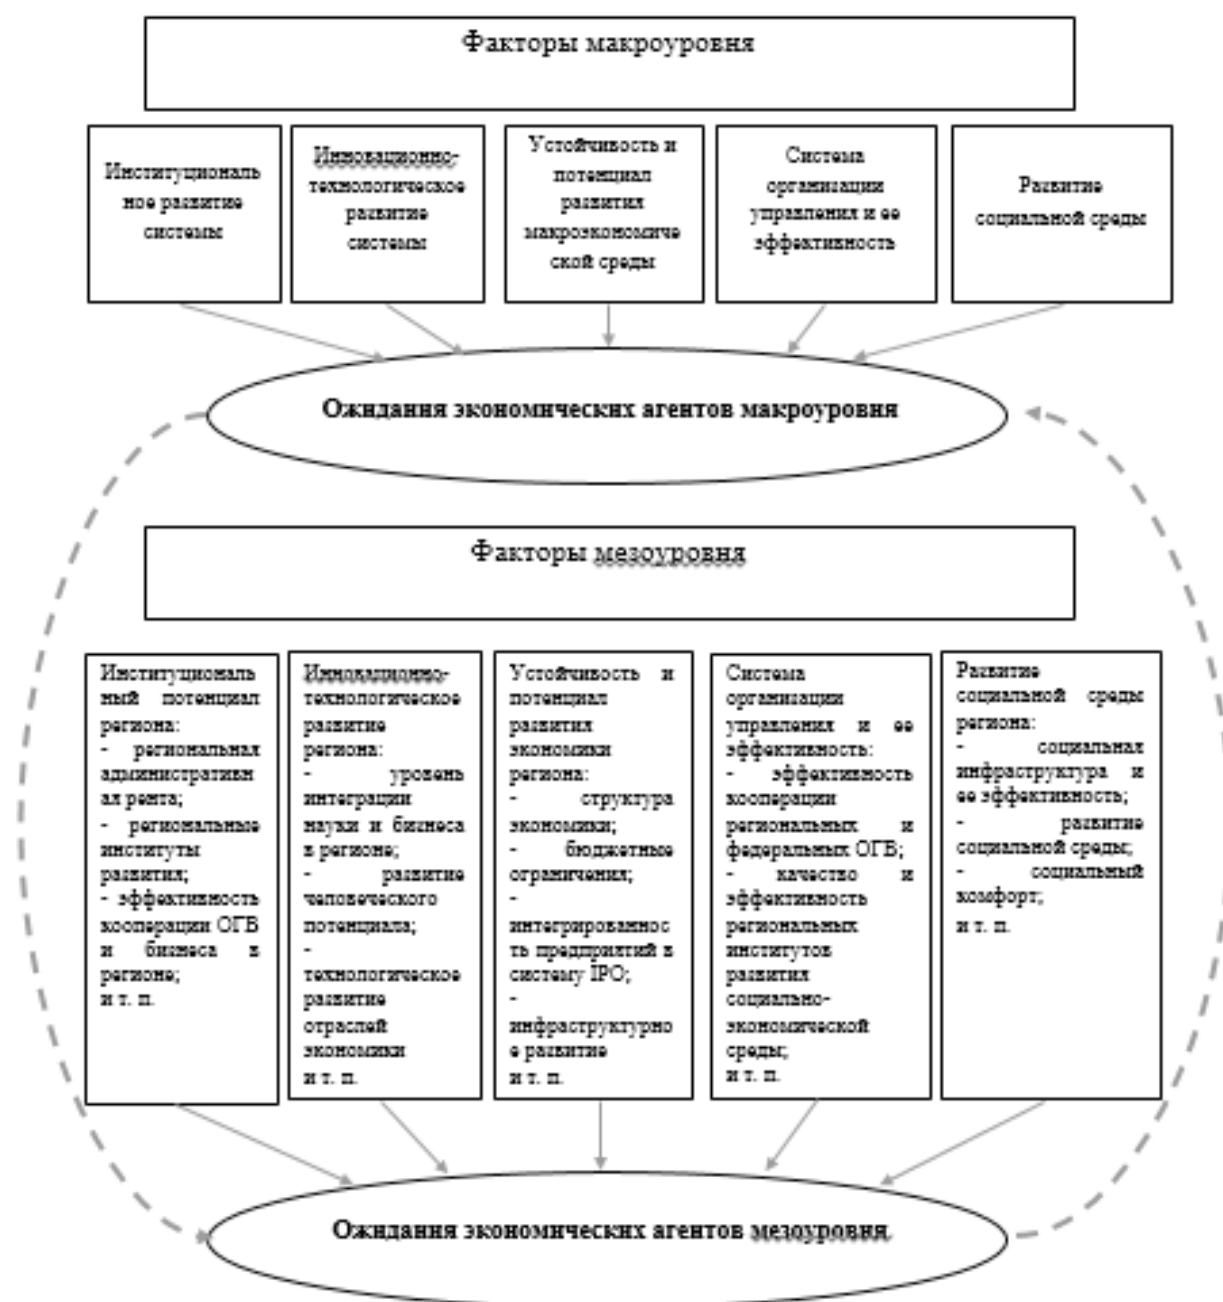 Факторы макроуровня
Институциональ
ное развитие
системы
Инновационно-
технологическое
развитие
системы
Устойчивость и
потенциал
развития
макроэкономиче
ской среды
Система
организации
управления и ее
эффективность
Развитие
социальной среды
Ожидания экономических агентов макроуровня
Факторы мезоуровня
Институциональ
ный потенциал
региона:
- региональная
административн
ая рента;
- региональные
институты
развития;
- эффективность
кооперации ОГВ
и бизнеса в
регионе;
и т. п.
Инновационно-
технологическое
развитие
региона:
- уровень
интеграции
науки и бизнеса
в регионе;
- развитие
человеческого
потенциала;
-
технологическое
развитие
отраслей
экономики
и т. п.
Устойчивость и
потенциал
развития
экономики
региона:
- структура
экономики;
- бюджетные
ограничения;
-
интегрированнос
ть предприятий в
систему IPO;
-
инфраструктурно
е развитие
и т. п.
Система
организации
управления и ее
эффективность:
- эффективность
кооперации
региональных и
федеральных ОГВ;
- качество и
эффективность
региональных
институтов
развития
социально-
экономической
среды;
и т. п.
Развитие
социальной среды
региона:
- социальная
инфраструктура и
ее эффективность;
- развитие
социальной среды;
- социальный
комфорт;
и т. п.
Ожидания экономических агентов мезоуровня